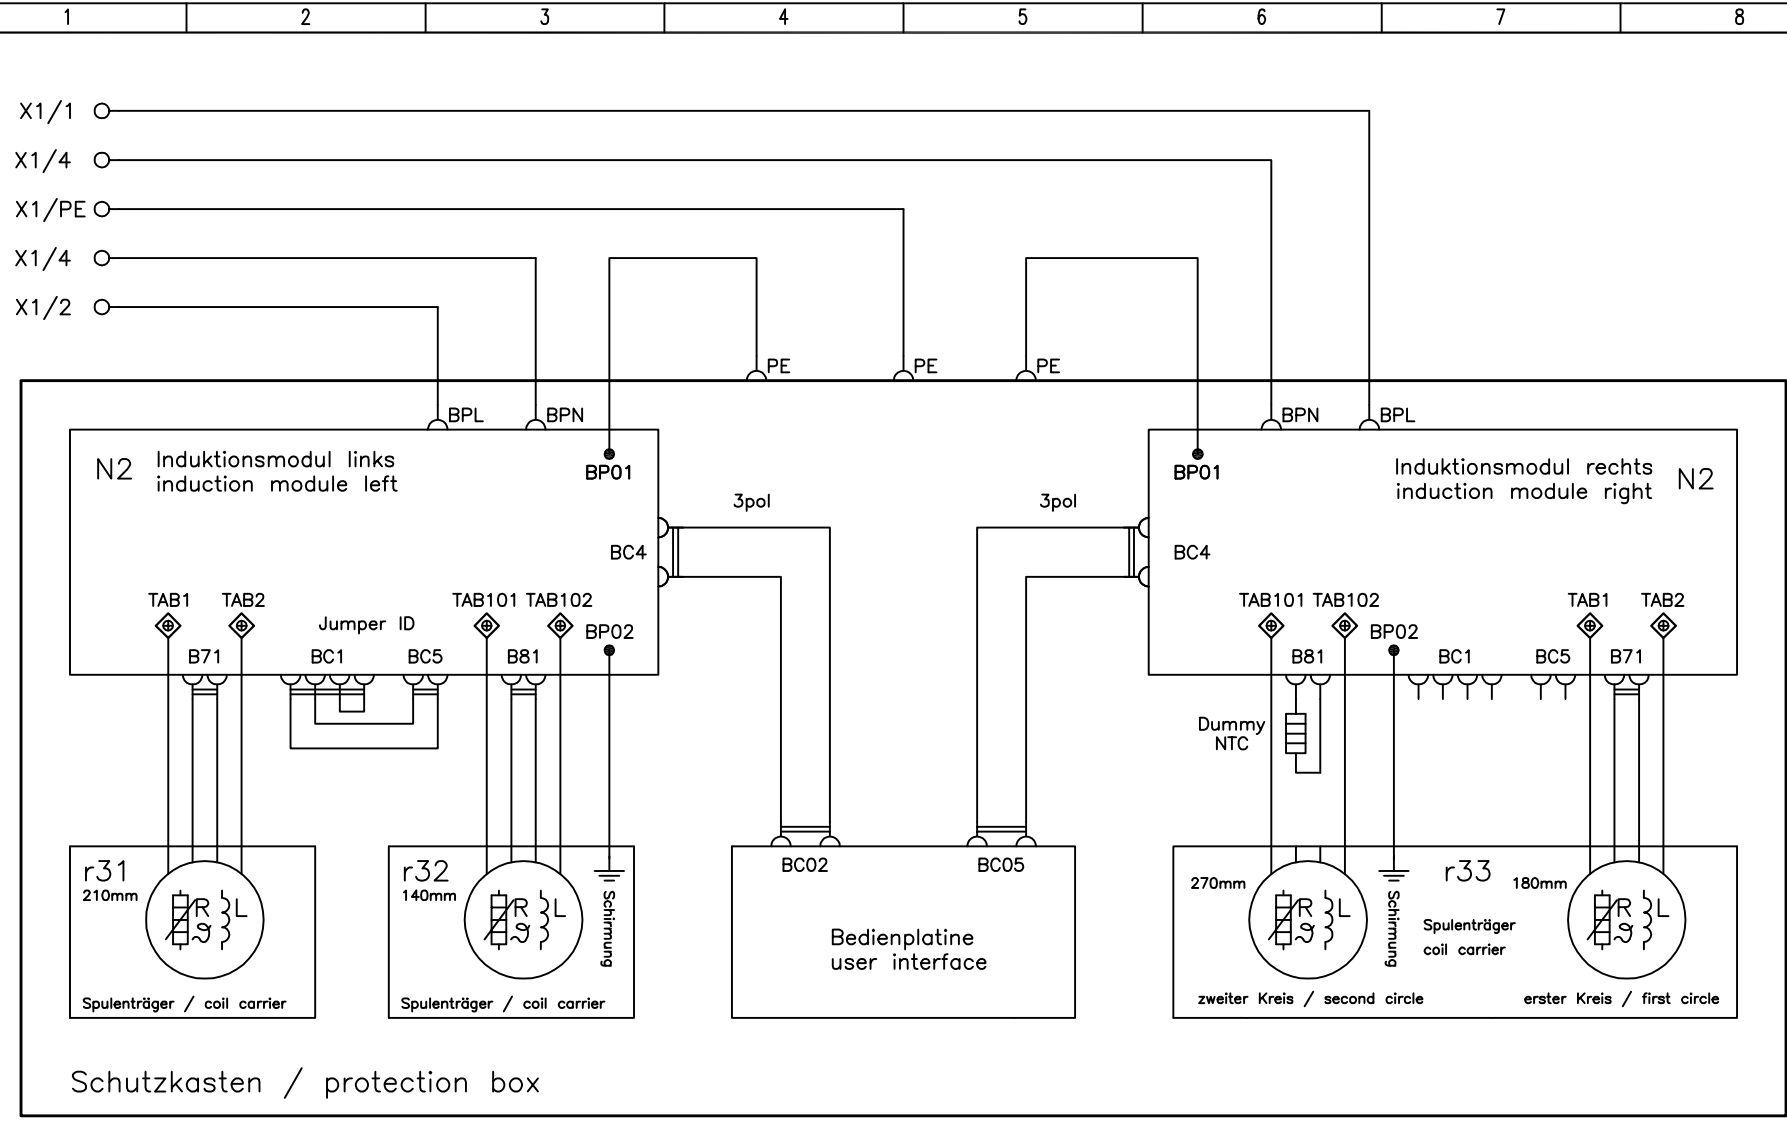 1 2 3 4 5 6 7 8
X1/1
X1/4
X1/PE
X1/4
X1/2
PE PE PE
BPL BPN BPN BPL
N2 Induktionsmodul links
induction module left
BP01
BP01
Induktionsmodul rechts
induction module right N2
3pol 3pol
BC4 BC4
TAB1 TAB2 TAB101 TAB102 TAB101 TAB102 TAB1 TAB2
Jumper ID BP02 BP02
B71 BC1 BC5 B81 B81 BC1 BC5 B71
Dummy
NTC
r31
210mm
R L
ϑ
Spulenträger / coil carrier
r32
140mm
R L
ϑ
Schirmung
Spulenträger / coil carrier
BC02 BC05
Bedienplatine
user interface
270mm
R L
ϑ
Schirmung
zweiter Kreis / second circle
r33
Spulenträger
coil carrier
180mm
R L
ϑ
erster Kreis / first circle
Schutzkasten / protection box